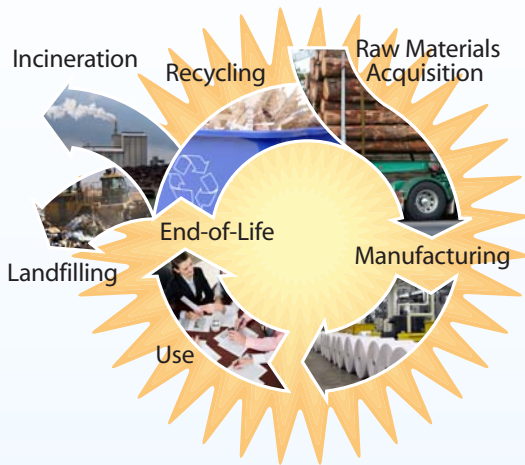 Incineration
Recycling
Raw Materials
Acquisition
End-of-Life
Landfilling
Manufacturing
Use